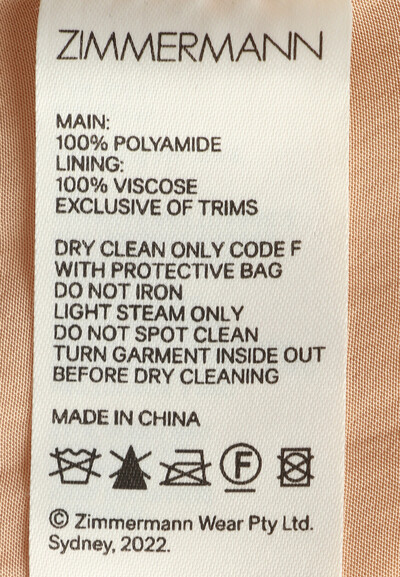 ZIMMERMANN
MAIN:
100% POLYAMIDE
LINING:
100% VISCOSE
EXCLUSIVE OF TRIMS
DRY CLEAN ONLY CODE F
WITH PROTECTIVE BAG
DO NOT IRON
LIGHT STEAM ONLY
DO NOT SPOT CLEAN
TURN GARMENT INSIDE OUT
BEFORE DRY CLEANING
MADE IN CHINA
F
© Zimmermann Wear Pty Ltd.
Sydney, 2022.